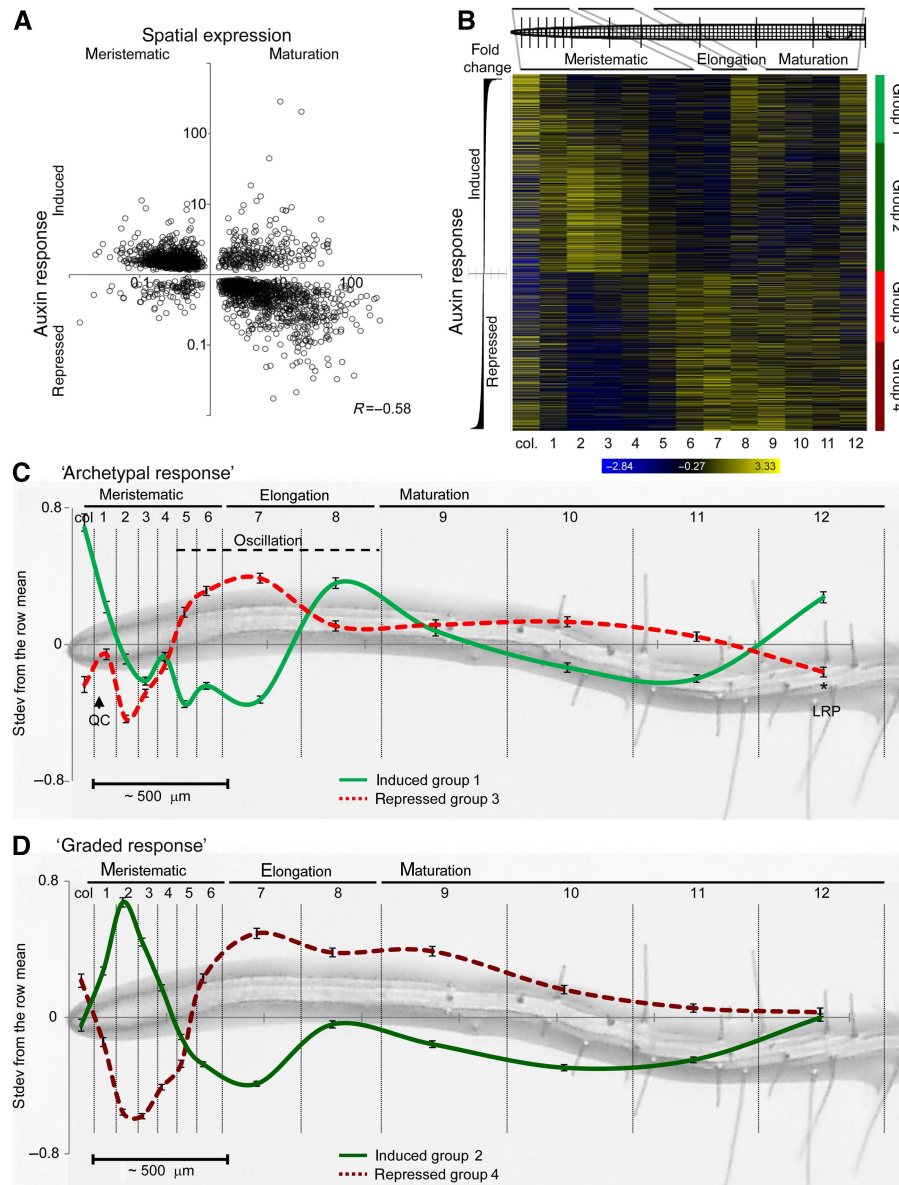 A
Spatial expression
Meristematic
Maturation
Auxin response
Induced
Repressed
100
10
0.1
100
0.1
R=−0.58
B
Fold change
Meristematic
Elongation
Maturation
Auxin response
Induced
Repressed
Group 1
Group 2
Group 3
Group 4
col. 1 2 3 4 5 6 7 8 9 10 11 12
−2.84 −0.27 3.33
C
'Archetypal response'
Meristematic
Elongation
Maturation
0.8
col 1 2 3 4 5 6 7 8 9 10 11 12
Oscillation
Stdev from the row mean
0
QC
*
LRP
−0.8
~ 500 μm
Induced group 1
Repressed group 3
D
'Graded response'
Meristematic
Elongation
Maturation
0.8
col 1 2 3 4 5 6 7 8 9 10 11 12
Stdev from the row mean
0
−0.8
~ 500 μm
Induced group 2
Repressed group 4